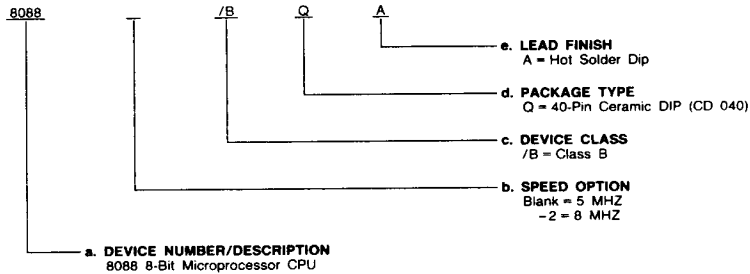 8088 _ /B Q A
e. LEAD FINISH
A = Hot Solder Dip
d. PACKAGE TYPE
Q = 40-Pin Ceramic DIP (CD 040)
c. DEVICE CLASS
/B = Class B
b. SPEED OPTION
Blank = 5 MHZ
-2 = 8 MHZ
a. DEVICE NUMBER/DESCRIPTION
8088 8-Bit Microprocessor CPU